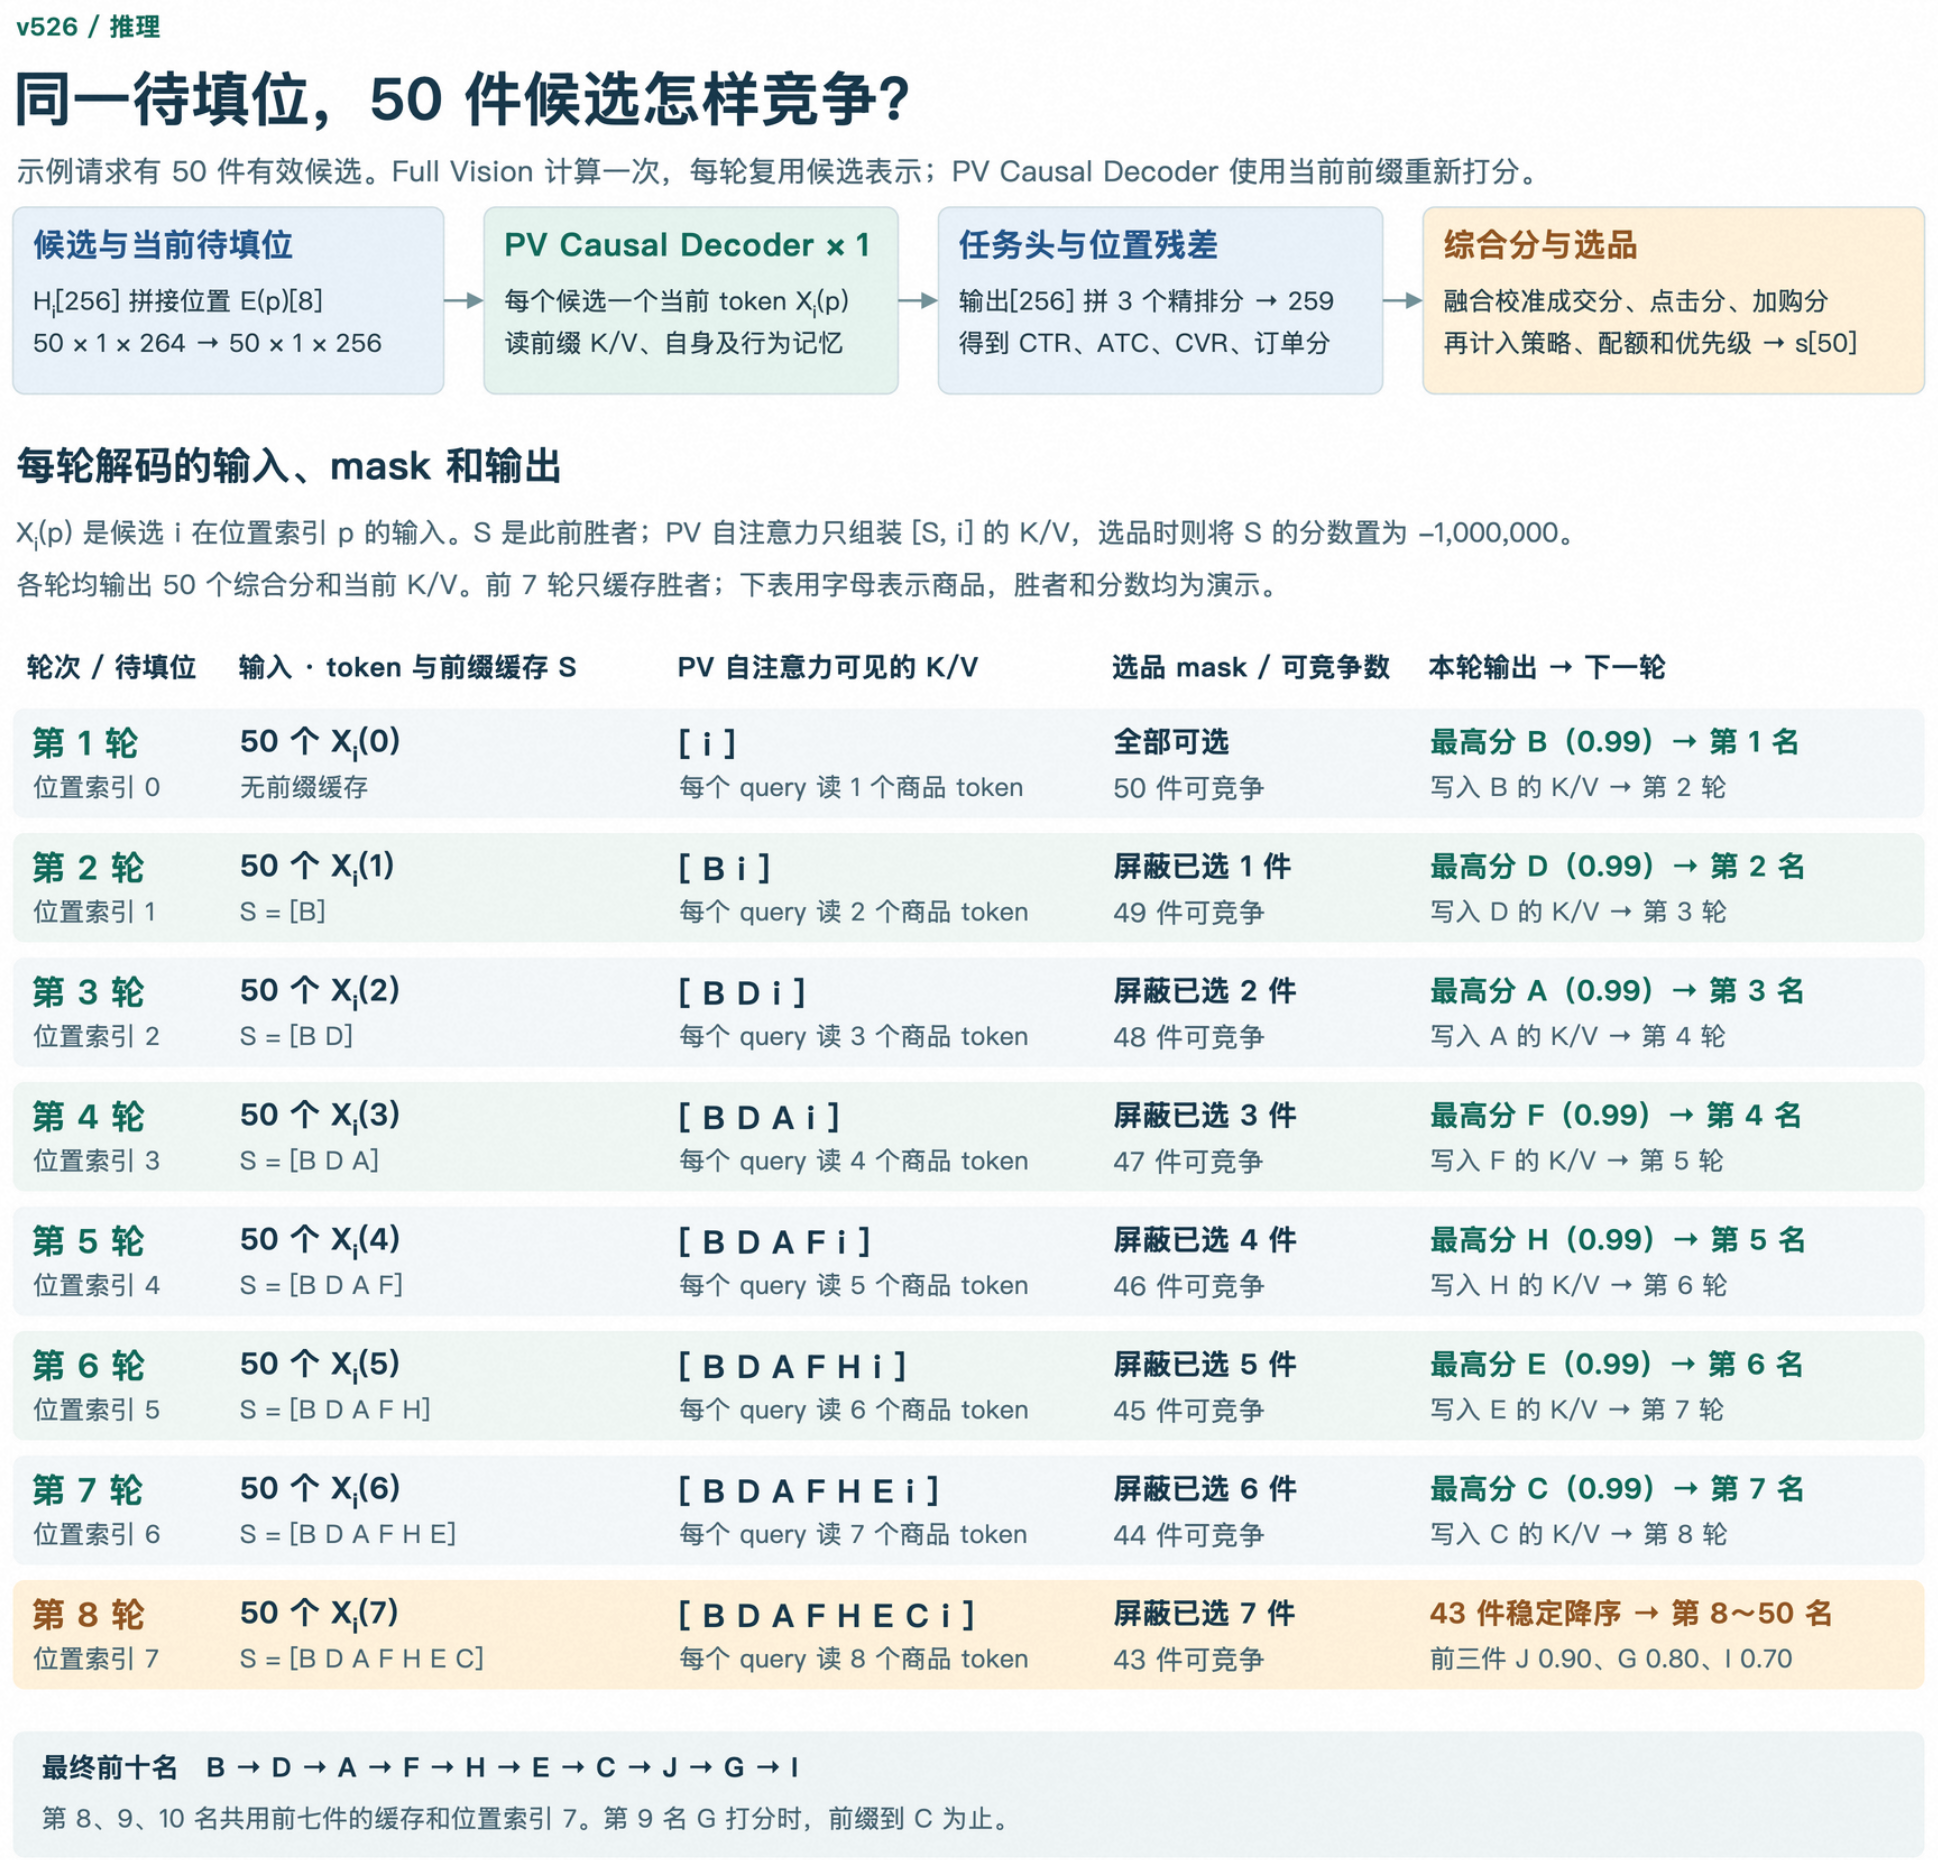 v526 / 推理
同一待填位，50 件候选怎样竞争？
示例请求有 50 件有效候选。Full Vision 计算一次，每轮复用候选表示；PV Causal Decoder 使用当前前缀重新打分。
候选与当前待填位
Hi[256] 拼接位置 E(p)[8]
50 × 1 × 264 → 50 × 1 × 256
PV Causal Decoder × 1
每个候选一个当前 token Xi(p)
读前缀 K/V、自身及行为记忆
任务头与位置残差
输出[256] 拼 3 个精排分 → 259
得到 CTR、ATC、CVR、订单分
综合分与选品
融合校准成交分、点击分、加购分
再计入策略、配额和优先级 → s[50]
每轮解码的输入、mask 和输出
Xi(p) 是候选 i 在位置索引 p 的输入。S 是此前胜者；PV 自注意力只组装 [S, i] 的 K/V，选品时则将 S 的分数置为 –1,000,000。
各轮均输出 50 个综合分和当前 K/V。前 7 轮只缓存胜者；下表用字母表示商品，胜者和分数均为演示。
轮次 / 待填位 输入 · token 与前缀缓存 S PV 自注意力可见的 K/V 选品 mask / 可竞争数 本轮输出 → 下一轮
第 1 轮 50 个 Xi(0) [ i ] 全部可选 最高分 B（0.99）→ 第 1 名
位置索引 0 无前缀缓存 每个 query 读 1 个商品 token 50 件可竞争 写入 B 的 K/V → 第 2 轮
第 2 轮 50 个 Xi(1) [ B i ] 屏蔽已选 1 件 最高分 D（0.99）→ 第 2 名
位置索引 1 S = [B] 每个 query 读 2 个商品 token 49 件可竞争 写入 D 的 K/V → 第 3 轮
第 3 轮 50 个 Xi(2) [ B D i ] 屏蔽已选 2 件 最高分 A（0.99）→ 第 3 名
位置索引 2 S = [B D] 每个 query 读 3 个商品 token 48 件可竞争 写入 A 的 K/V → 第 4 轮
第 4 轮 50 个 Xi(3) [ B D A i ] 屏蔽已选 3 件 最高分 F（0.99）→ 第 4 名
位置索引 3 S = [B D A] 每个 query 读 4 个商品 token 47 件可竞争 写入 F 的 K/V → 第 5 轮
第 5 轮 50 个 Xi(4) [ B D A F i ] 屏蔽已选 4 件 最高分 H（0.99）→ 第 5 名
位置索引 4 S = [B D A F] 每个 query 读 5 个商品 token 46 件可竞争 写入 H 的 K/V → 第 6 轮
第 6 轮 50 个 Xi(5) [ B D A F H i ] 屏蔽已选 5 件 最高分 E（0.99）→ 第 6 名
位置索引 5 S = [B D A F H] 每个 query 读 6 个商品 token 45 件可竞争 写入 E 的 K/V → 第 7 轮
第 7 轮 50 个 Xi(6) [ B D A F H E i ] 屏蔽已选 6 件 最高分 C（0.99）→ 第 7 名
位置索引 6 S = [B D A F H E] 每个 query 读 7 个商品 token 44 件可竞争 写入 C 的 K/V → 第 8 轮
第 8 轮 50 个 Xi(7) [ B D A F H E C i ] 屏蔽已选 7 件 43 件稳定降序 → 第 8～50 名
位置索引 7 S = [B D A F H E C] 每个 query 读 8 个商品 token 43 件可竞争 前三件 J 0.90、G 0.80、I 0.70
最终前十名 B → D → A → F → H → E → C → J → G → I
第 8、9、10 名共用前七件的缓存和位置索引 7。第 9 名 G 打分时，前缀到 C 为止。